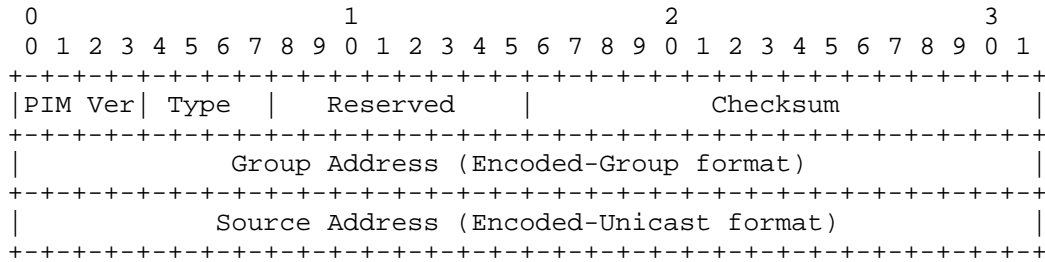 0                   1                   2                   3
 0 1 2 3 4 5 6 7 8 9 0 1 2 3 4 5 6 7 8 9 0 1 2 3 4 5 6 7 8 9 0 1
+-+-+-+-+-+-+-+-+-+-+-+-+-+-+-+-+-+-+-+-+-+-+-+-+-+-+-+-+-+-+-+-+
|PIM Ver| Type  |   Reserved    |           Checksum            |
+-+-+-+-+-+-+-+-+-+-+-+-+-+-+-+-+-+-+-+-+-+-+-+-+-+-+-+-+-+-+-+-+
|             Group Address (Encoded-Group format)              |
+-+-+-+-+-+-+-+-+-+-+-+-+-+-+-+-+-+-+-+-+-+-+-+-+-+-+-+-+-+-+-+-+
|            Source Address (Encoded-Unicast format)            |
+-+-+-+-+-+-+-+-+-+-+-+-+-+-+-+-+-+-+-+-+-+-+-+-+-+-+-+-+-+-+-+-+